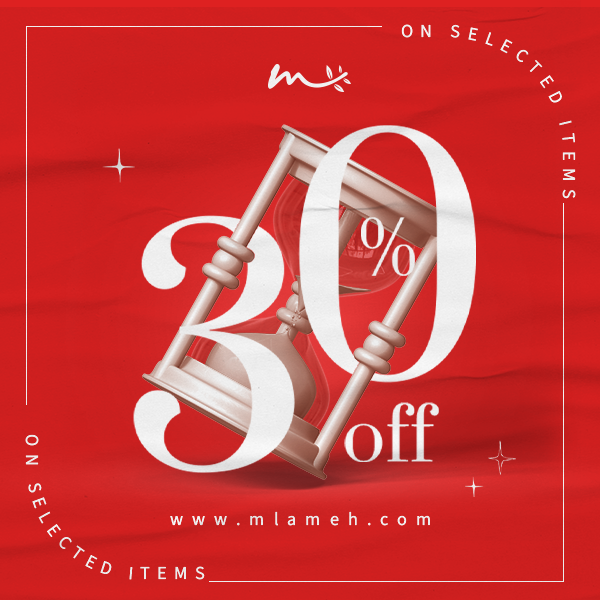 ON SELECTED ITEMS
m
30
%
off
www.mlameh.com
ON SELECTED ITEMS